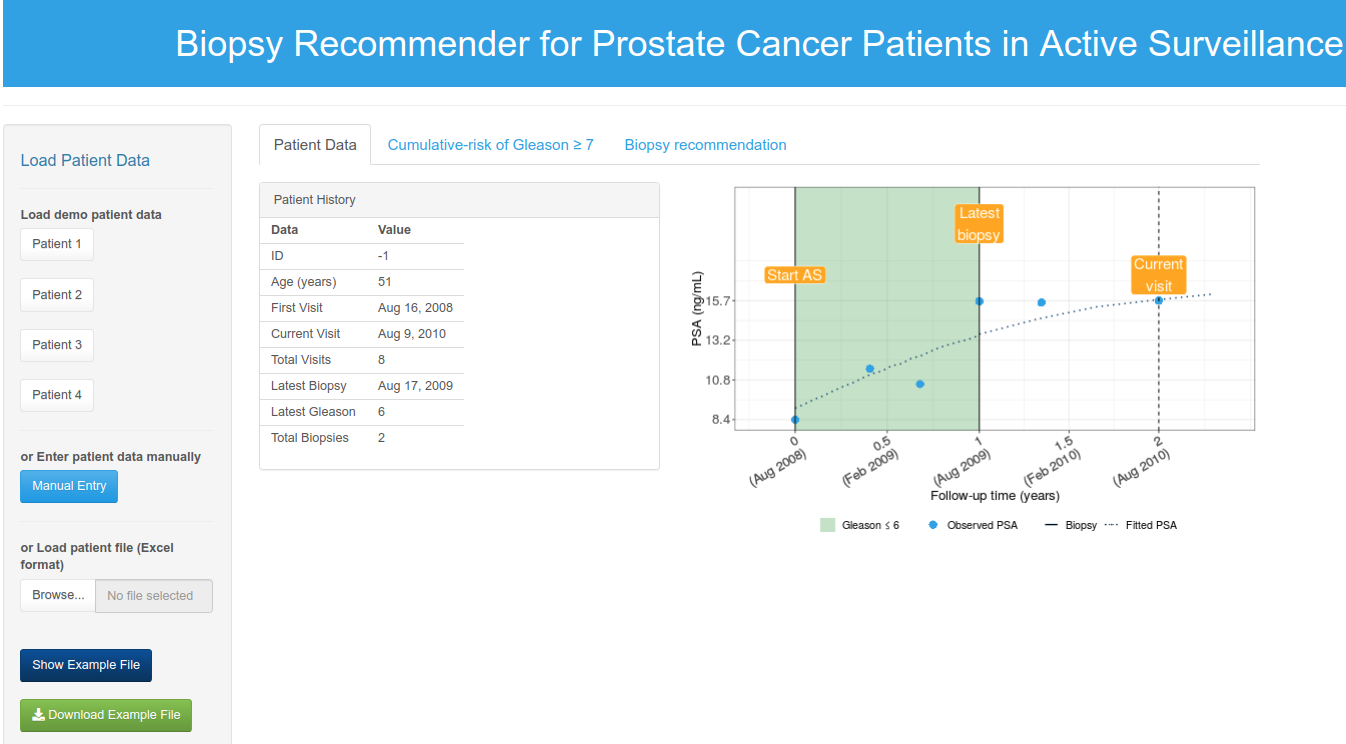 Biopsy Recommender for Prostate Cancer Patients in Active Surveillance
Load Patient Data
Load demo patient data
Patient 1
Patient 2
Patient 3
Patient 4
or Enter patient data manually
Manual Entry
or Load patient file (Excel
format)
Browse... No file selected
Show Example File
Download Example File
Patient Data Cumulative-risk of Gleason ≥ 7 Biopsy recommendation
Patient History
Data Value
ID -1
Age (years) 51
First Visit Aug 16, 2008
Current Visit Aug 9, 2010
Total Visits 8
Latest Biopsy Aug 17, 2009
Latest Gleason 6
Total Biopsies 2
Latest
biopsy
Start AS
Current
visit
PSA (ng/mL)
15.7
13.2
10.8
8.4
0
(Aug 2008)
0.5
(Feb 2009)
1
(Aug 2009)
1.5
(Feb 2010)
2
(Aug 2010)
Follow-up time (years)
Gleason ≤ 6 Observed PSA Biopsy Fitted PSA